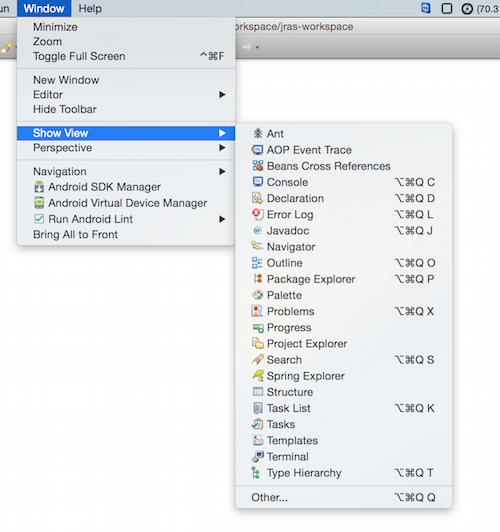 un Window Help (70.3
orkspace/jras-workspace
Minimize
Zoom
Toggle Full Screen ^⌘F
New Window
Editor
Hide Toolbar
Show View
Perspective
Navigation
Android SDK Manager
Android Virtual Device Manager
Run Android Lint
Bring All to Front
Ant
AOP Event Trace
Beans Cross References
Console ⌥⌘Q C
Declaration ⌥⌘Q D
Error Log ⌥⌘Q L
Javadoc ⌥⌘Q J
Navigator
Outline ⌥⌘Q O
Package Explorer ⌥⌘Q P
Palette
Problems ⌥⌘Q X
Progress
Project Explorer
Search ⌥⌘Q S
Spring Explorer
Structure
Task List ⌥⌘Q K
Tasks
Templates
Terminal
Type Hierarchy ⌥⌘Q T
Other... ⌥⌘Q Q